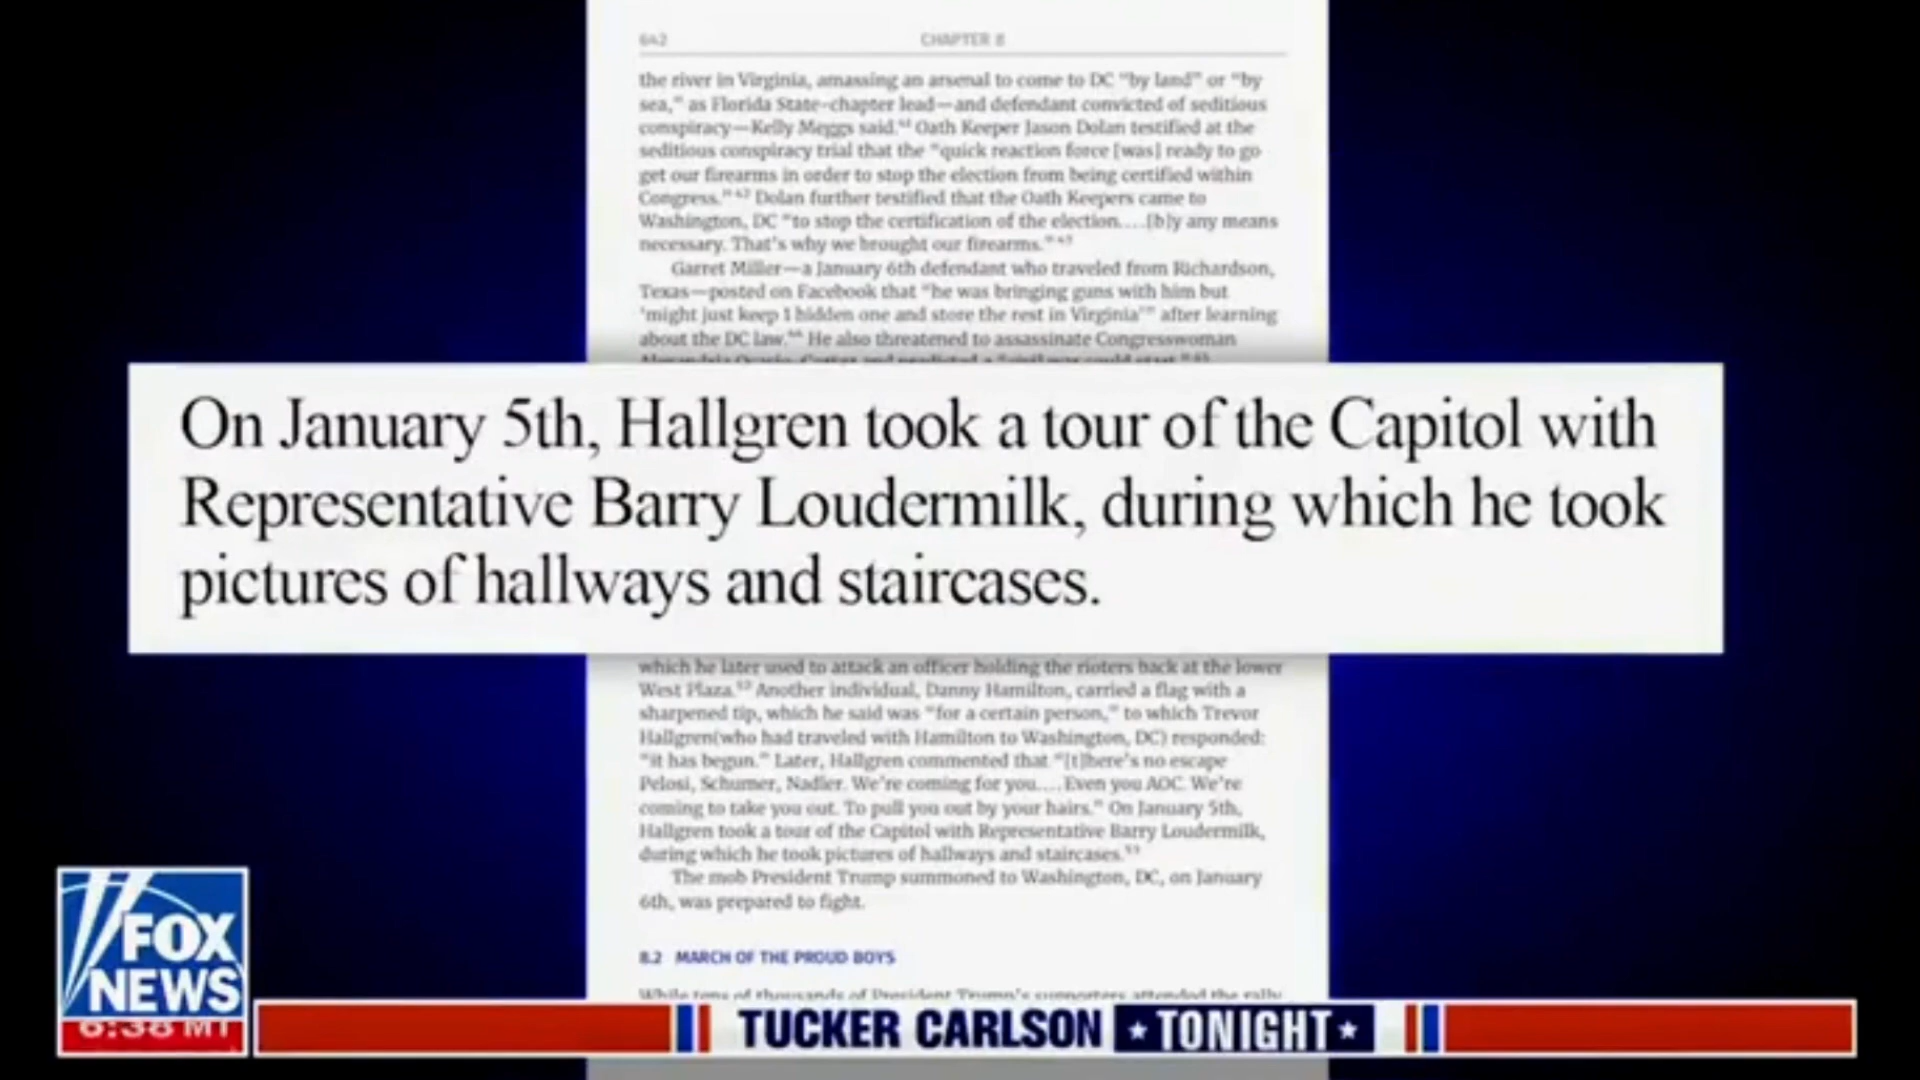 642 CHAPTER 8
the river in Virginia, amassing an arsenal to come to DC "by land" or "by
sea," as Florida State-chapter lead—and defendant convicted of seditious
conspiracy—Kelly Meggs said. Oath Keeper Jason Dolan testified at the
seditious conspiracy trial that the "quick reaction force [was] ready to go
get our firearms in order to stop the election from being certified within
Congress." Dolan further testified that the Oath Keepers came to
Washington, DC "to stop the certification of the election.…[b]y any means
necessary. That's why we brought our firearms."
Garret Miller—a January 6th defendant who traveled from Richardson,
Texas—posted on Facebook that "he was bringing guns with him but
'might just keep 1 hidden one and store the rest in Virginia'" after learning
about the DC law. He also threatened to assassinate Congresswoman
On January 5th, Hallgren took a tour of the Capitol with
Representative Barry Loudermilk, during which he took
pictures of hallways and staircases.
which he later used to attack an officer holding the rioters back at the lower
West Plaza. Another individual, Danny Hamilton, carried a flag with a
sharpened tip, which he said was "for a certain person," to which Trevor
Hallgren(who had traveled with Hamilton to Washington, DC) responded:
"it has begun." Later, Hallgren commented that "[t]here's no escape
Pelosi, Schumer, Nadler. We're coming for you.…Even you AOC. We're
coming to take you out. To pull you out by your hairs." On January 5th,
Hallgren took a tour of the Capitol with Representative Barry Loudermilk,
during which he took pictures of hallways and staircases.
The mob President Trump summoned to Washington, DC, on January
6th, was prepared to fight.
8.2 MARCH OF THE PROUD BOYS
While tens of thousands of President Trump's supporters attended the rally
FOX
NEWS
6:38 MT
TUCKER CARLSON TONIGHT